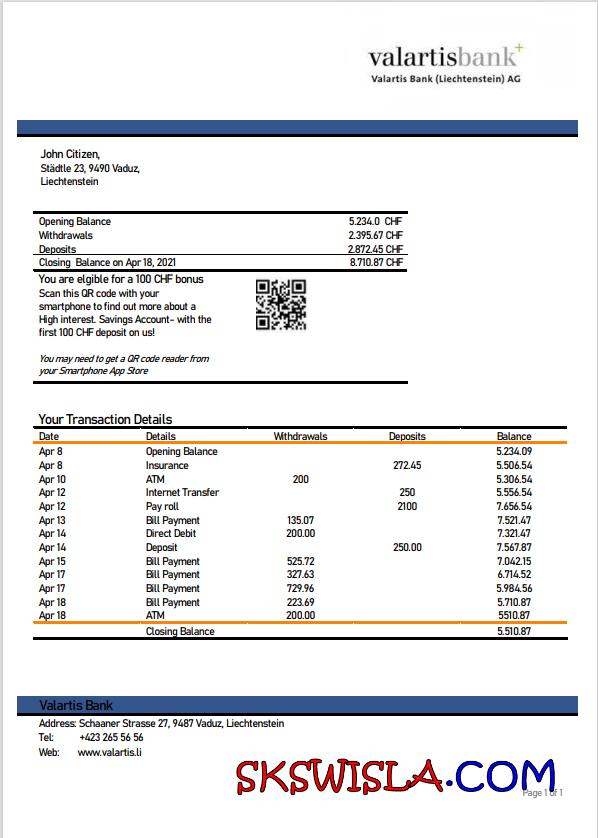 valartisbank+
Valartis Bank (Liechtenstein) AG
John Citizen,
Städtle 23, 9490 Vaduz,
Liechtenstein
Opening Balance 5.234.0 CHF
Withdrawals 2.395.67 CHF
Deposits 2.872.45 CHF
Closing Balance on Apr 18, 2021 8.710.87 CHF
You are elgible for a 100 CHF bonus
Scan this QR code with your
smartphone to find out more about a
High interest. Savings Account- with the
first 100 CHF deposit on us!
You may need to get a QR code reader from
your Smartphone App Store
Your Transaction Details
Date Details Withdrawals Deposits Balance
Apr 8 Opening Balance 5.234.09
Apr 8 Insurance 272.45 5.506.54
Apr 10 ATM 200 5.306.54
Apr 12 Internet Transfer 250 5.556.54
Apr 12 Pay roll 2100 7.656.54
Apr 13 Bill Payment 135.07 7.521.47
Apr 14 Direct Debit 200.00 7.321.47
Apr 14 Deposit 250.00 7.567.87
Apr 15 Bill Payment 525.72 7.042.15
Apr 17 Bill Payment 327.63 6.714.52
Apr 17 Bill Payment 729.96 5.984.56
Apr 18 Bill Payment 223.69 5.710.87
Apr 18 ATM 200.00 5510.87
Closing Balance 5.510.87
Valartis Bank
Address: Schaaner Strasse 27, 9487 Vaduz, Liechtenstein
Tel: +423 265 56 56
Web: www.valartis.li
SKSWISLA.COM
Page 1 of 1